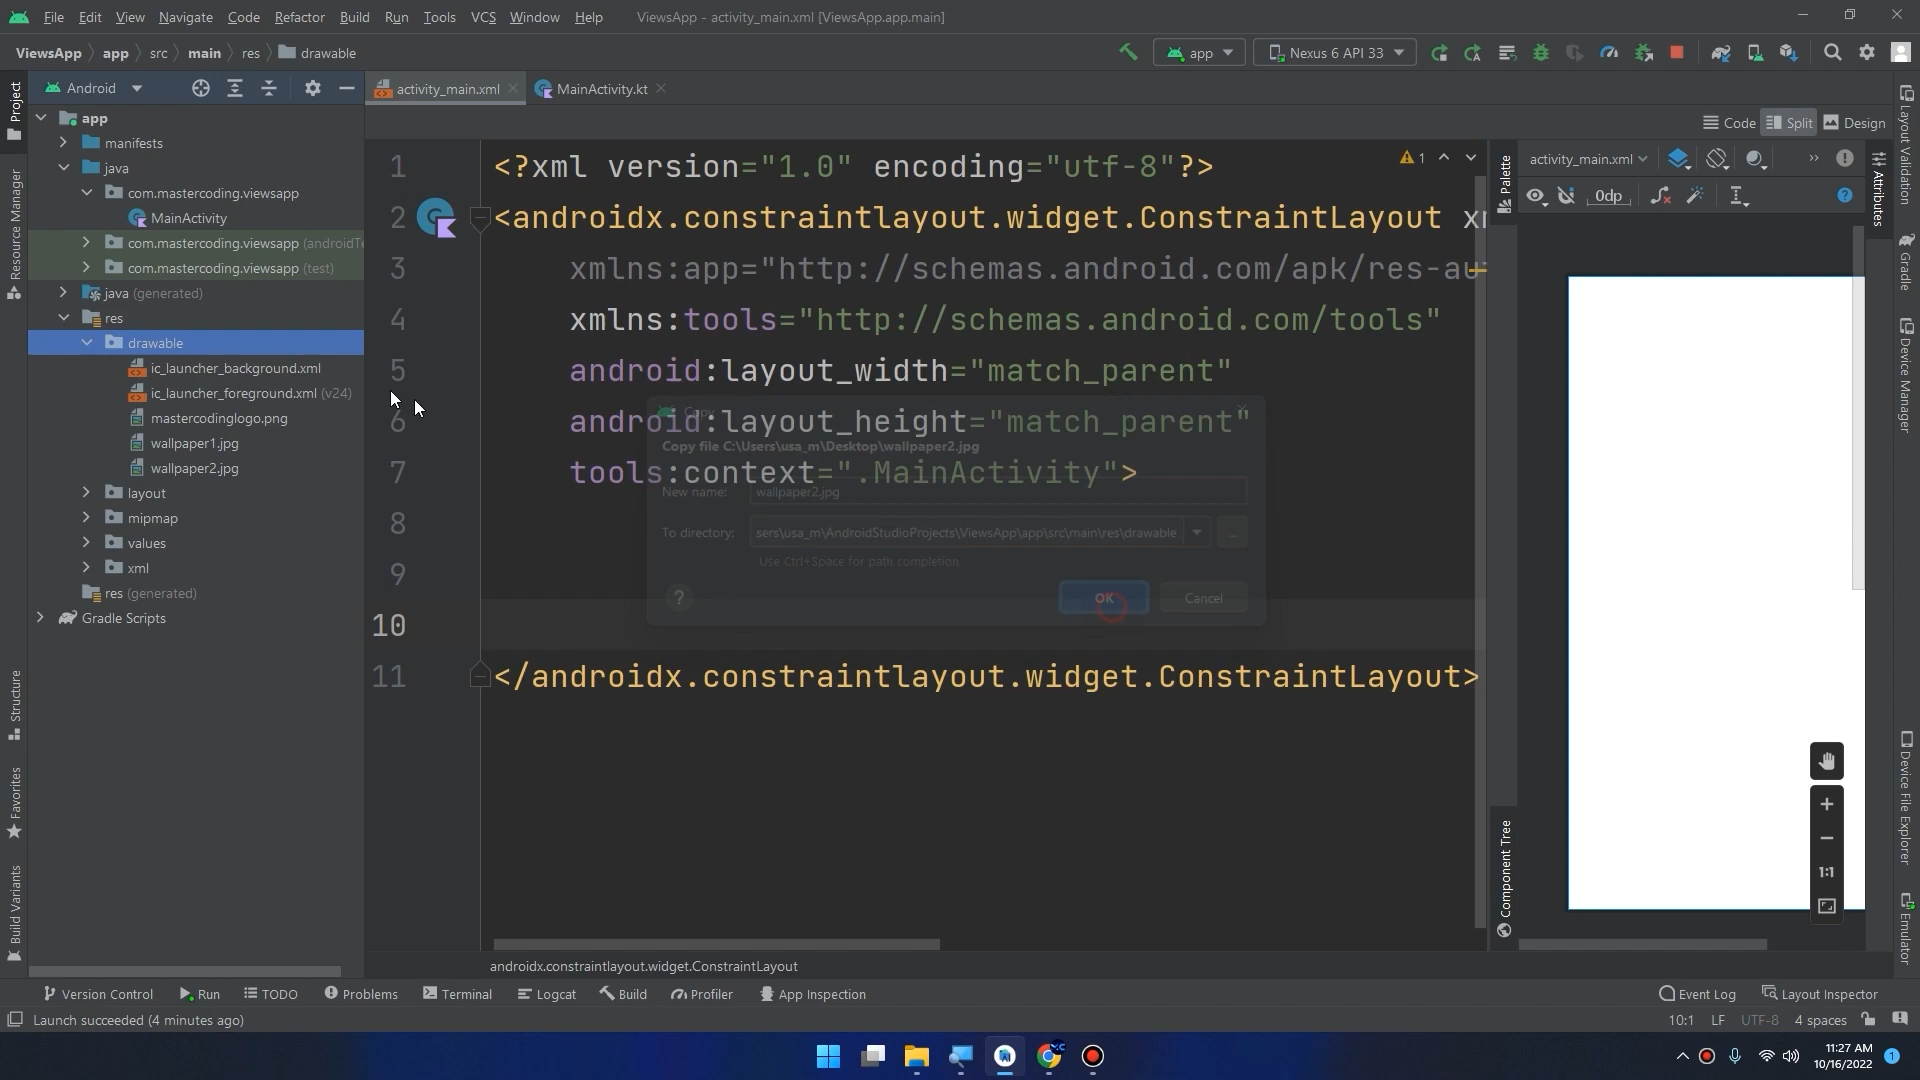 File Edit View Navigate Code Refactor Build Run Tools VCS Window Help ViewsApp - activity_main.xml [ViewsApp.app.main]
ViewsApp app src main res drawable
app Nexus 6 API 33
Android
activity_main.xml MainActivity.kt
Code Split Design
Project
Resource Manager
Structure
Favorites
Build Variants
app
manifests
java
com.mastercoding.viewsapp
MainActivity
com.mastercoding.viewsapp (androidTe
com.mastercoding.viewsapp (test)
java (generated)
res
drawable
ic_launcher_background.xml
ic_launcher_foreground.xml (v24)
mastercodinglogo.png
wallpaper1.jpg
wallpaper2.jpg
layout
mipmap
values
xml
res (generated)
Gradle Scripts
1 <?xml version="1.0" encoding="utf-8"?>
2 <androidx.constraintlayout.widget.ConstraintLayout
3 xmlns:app="http://schemas.android.com/apk/res-au
4 xmlns:tools="http://schemas.android.com/tools"
5 android:layout_width="match_parent"
6 android:layout_height="match_parent"
7 tools:context=".MainActivity">
8
9
10
11 </androidx.constraintlayout.widget.ConstraintLayout>
1
Copy
Copy file C:\Users\usa_m\Desktop\wallpaper2.jpg
New name: wallpaper2.jpg
To directory: sers\usa_m\AndroidStudioProjects\ViewsApp\app\src\main\res\drawable
Use Ctrl+Space for path completion
? OK Cancel
androidx.constraintlayout.widget.ConstraintLayout
Palette
Component Tree
activity_main.xml
0dp
1:1
Attributes
Layout Validation
Gradle
Device Manager
Device File Explorer
Emulator
Version Control Run TODO Problems Terminal Logcat Build Profiler App Inspection Event Log Layout Inspector
Launch succeeded (4 minutes ago) 10:1 LF UTF-8 4 spaces
11:27 AM
10/16/2022
1